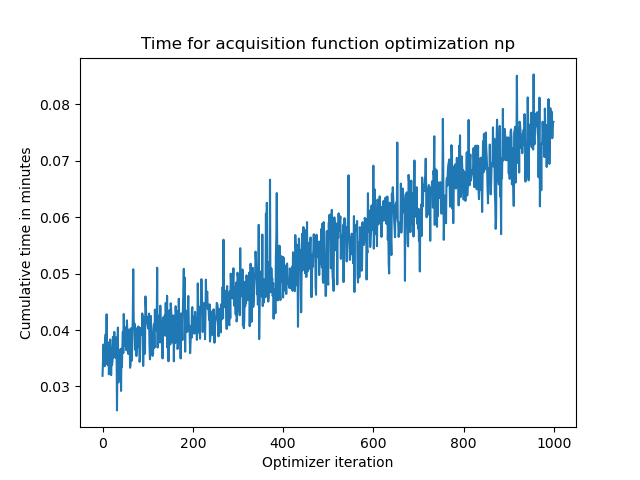 Time for acquisition function optimization np
Cumulative time in minutes
0.08
0.07
0.06
0.05
0.04
0.03
0 200 400 600 800 1000
Optimizer iteration